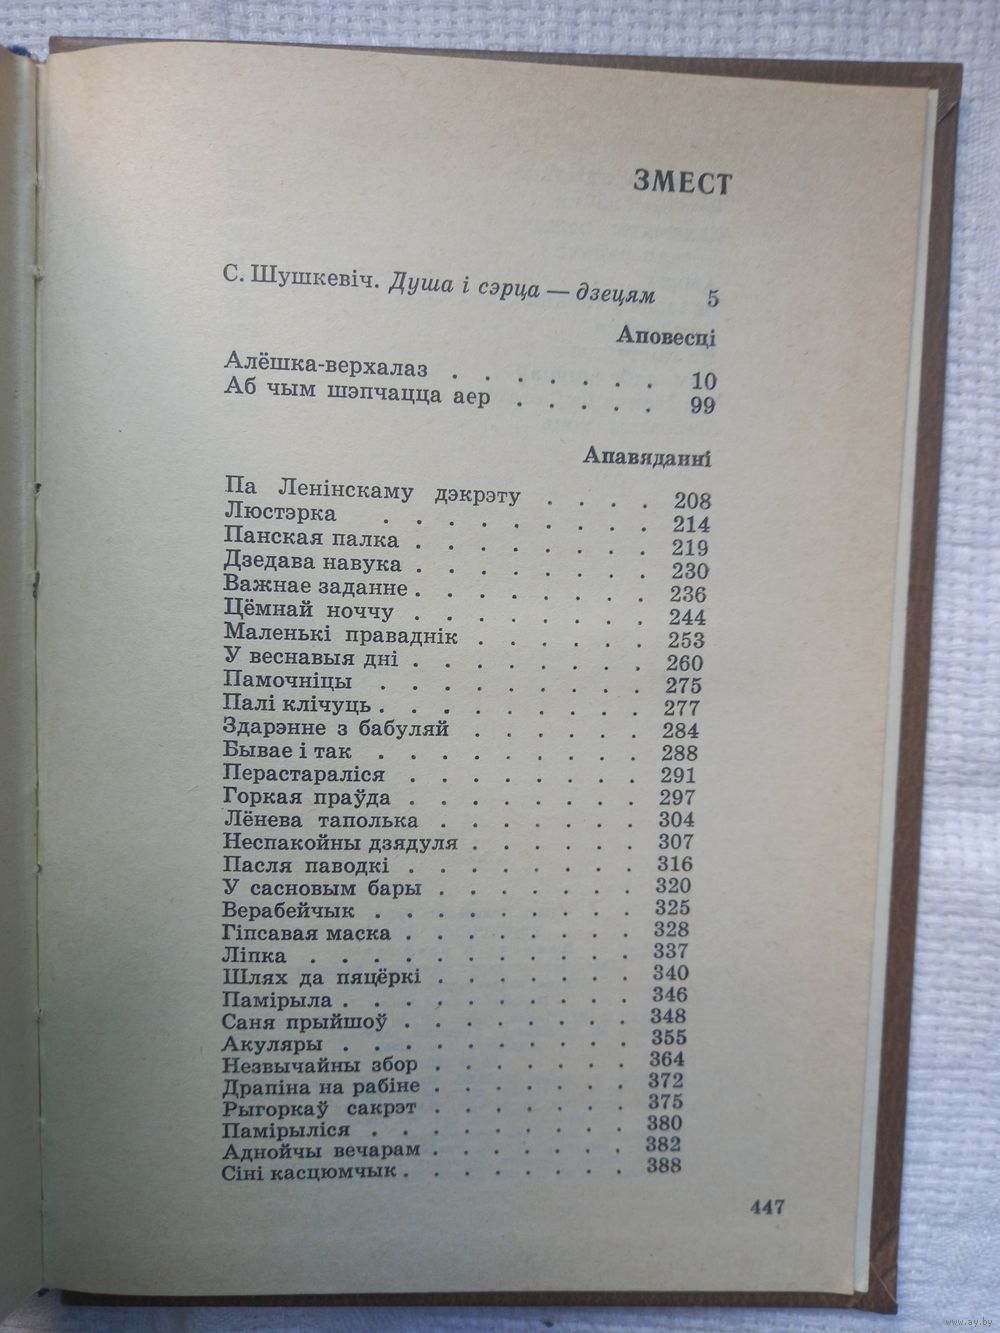 ЗМЕСТ
С. Шушкевіч. Душа і сэрца — дзецям 5
Аповесці
Алёшка-верхалаз . . . . . . . 10
Аб чым шэпчацца аер . . . . . 99
Апавяданні
Па Ленінскаму дэкрэту . . . . 208
Люстэрка . . . . . . . . . 214
Панская палка . . . . . . . . 219
Дзедава навука . . . . . . . . 230
Важнае заданне . . . . . . . . 236
Цёмнай ноччу . . . . . . . . 244
Маленькі праваднік . . . . . . 253
У веснавыя дні . . . . . . . . 260
Памочніцы . . . . . . . . . 275
Палі клічуць . . . . . . . . . 277
Здарэнне з бабуляй . . . . . . 284
Бывае і так . . . . . . . . . 288
Перастараліся . . . . . . . . 291
Горкая праўда . . . . . . . . 297
Лёнева таполька . . . . . . . 304
Неспакойны дзядуля . . . . . . 307
Пасля паводкі . . . . . . . . 316
У сасновым бары . . . . . . . 320
Верабейчык . . . . . . . . . 325
Гіпсавая маска . . . . . . . . 328
Ліпка . . . . . . . . . . . 337
Шлях да пяцёркі . . . . . . . 340
Памірыла . . . . . . . . . . 346
Саня прыйшоў . . . . . . . . 348
Акуляры . . . . . . . . . . 355
Незвычайны збор . . . . . . . 364
Драпіна на рабіне . . . . . . . 372
Рыгоркаў сакрэт . . . . . . . 375
Памірыліся . . . . . . . . . 380
Аднойчы вечарам . . . . . . . 382
Сіні касцюмчык . . . . . . . . 388
447
www.ay.by